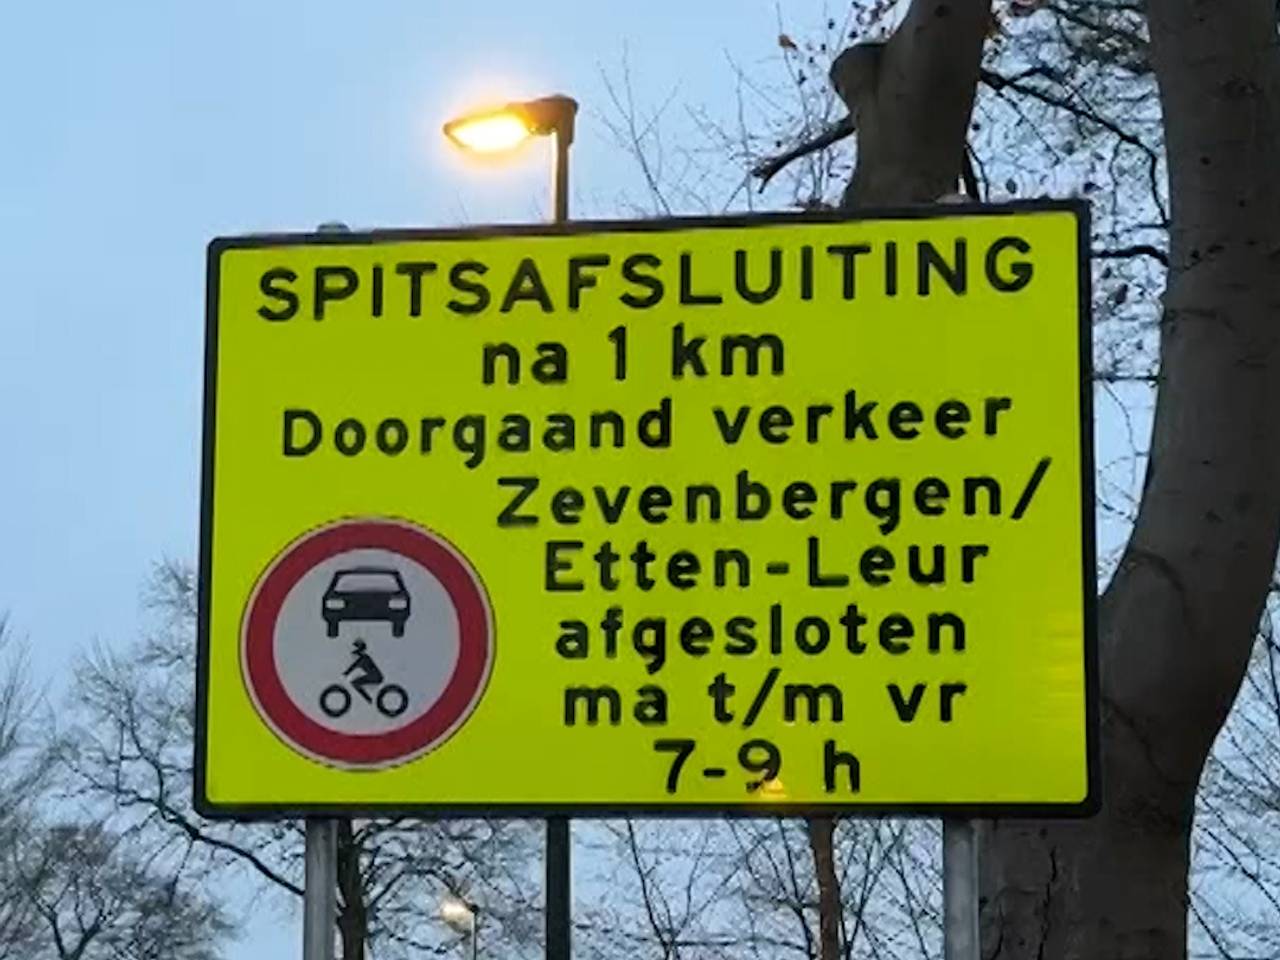 SPITSAFSLUITING
na 1 km
Doorgaand verkeer
Zevenbergen/
Etten-Leur
afgesloten
ma t/m vr
7-9 h